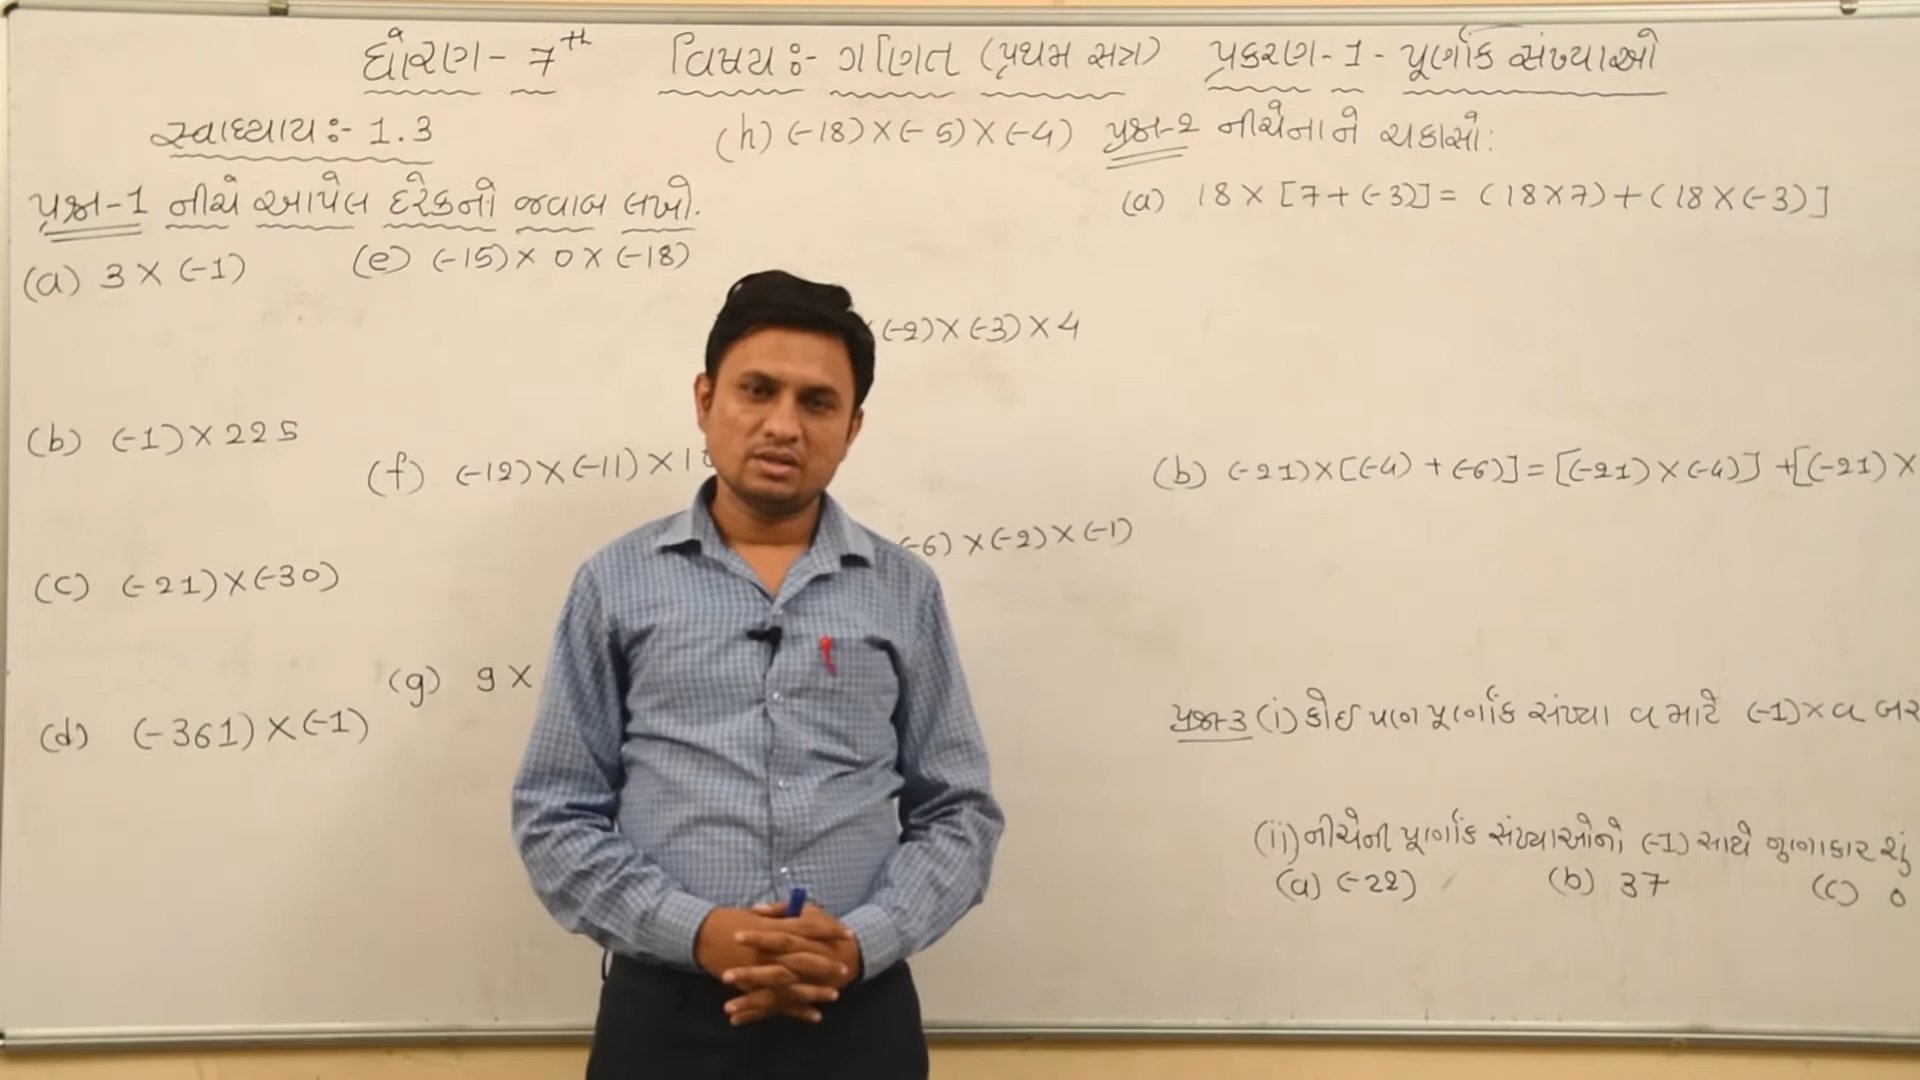 ધોરણ - 7th વિષય :- ગણિત (પ્રથમ સત્ર) પ્રકરણ - 1 - પૂર્ણાંક સંખ્યાઓ
સ્વાધ્યાય :- 1.3
પ્રશ્ન-1 નીચે આપેલ દરેકનો જવાબ લખો.
(a) 3 × (-1)
(b) (-1) × 225
(c) (-21) × (-30)
(d) (-361) × (-1)
(e) (-15) × 0 × (-18)
(f) (-12) × (-11) × 1
(g) 9 ×
(h) (-18) × (-5) × (-4)
(-2) × (-3) × 4
(-6) × (-2) × (-1)
પ્રશ્ન-2 નીચેનાને ચકાસો:
(a) 18 × [7 + (-3)] = (18×7) + (18 × (-3)]
(b) (-21) × [(-4) + (-6)] = [(-21) × (-4)] + [(-21) ×
પ્રશ્ન-3 (i) કોઈ પણ પૂર્ણાંક સંખ્યા a માટે (-1) × a
(ii) નીચેની પૂર્ણાંક સંખ્યાઓનો (-1) સાથે ગુણાકાર શું
(a) (-22) (b) 37 (c) 0